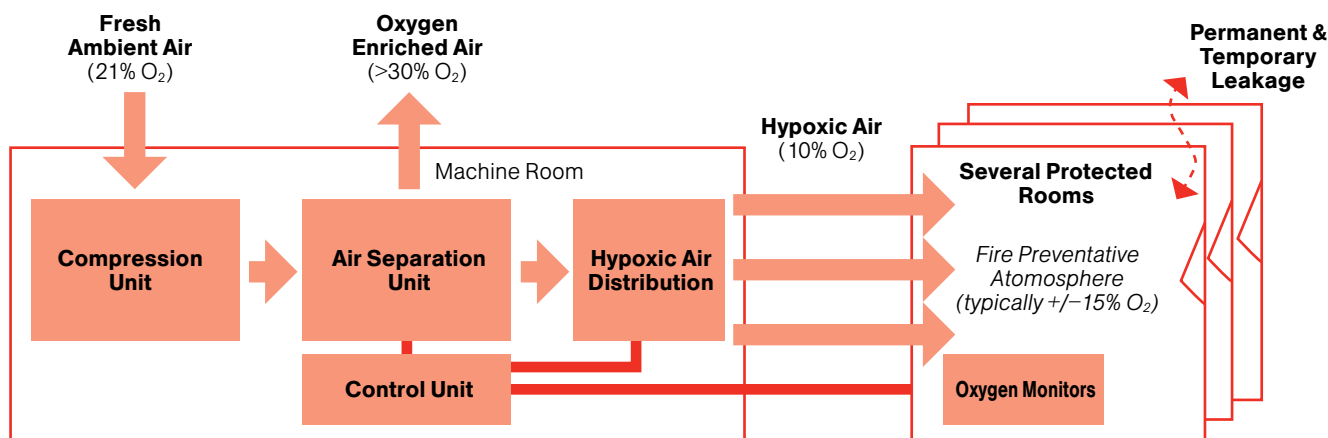 Fresh
Ambient Air
(21% O₂)
Oxygen
Enriched Air
(>30% O₂)
Permanent &
Temporary
Leakage
Hypoxic Air
(10% O₂)
Machine Room
Several Protected
Rooms
Compression
Unit
Air Separation
Unit
Hypoxic Air
Distribution
Fire Preventative
Atomosphere
(typically +/−15% O₂)
Control Unit
Oxygen Monitors